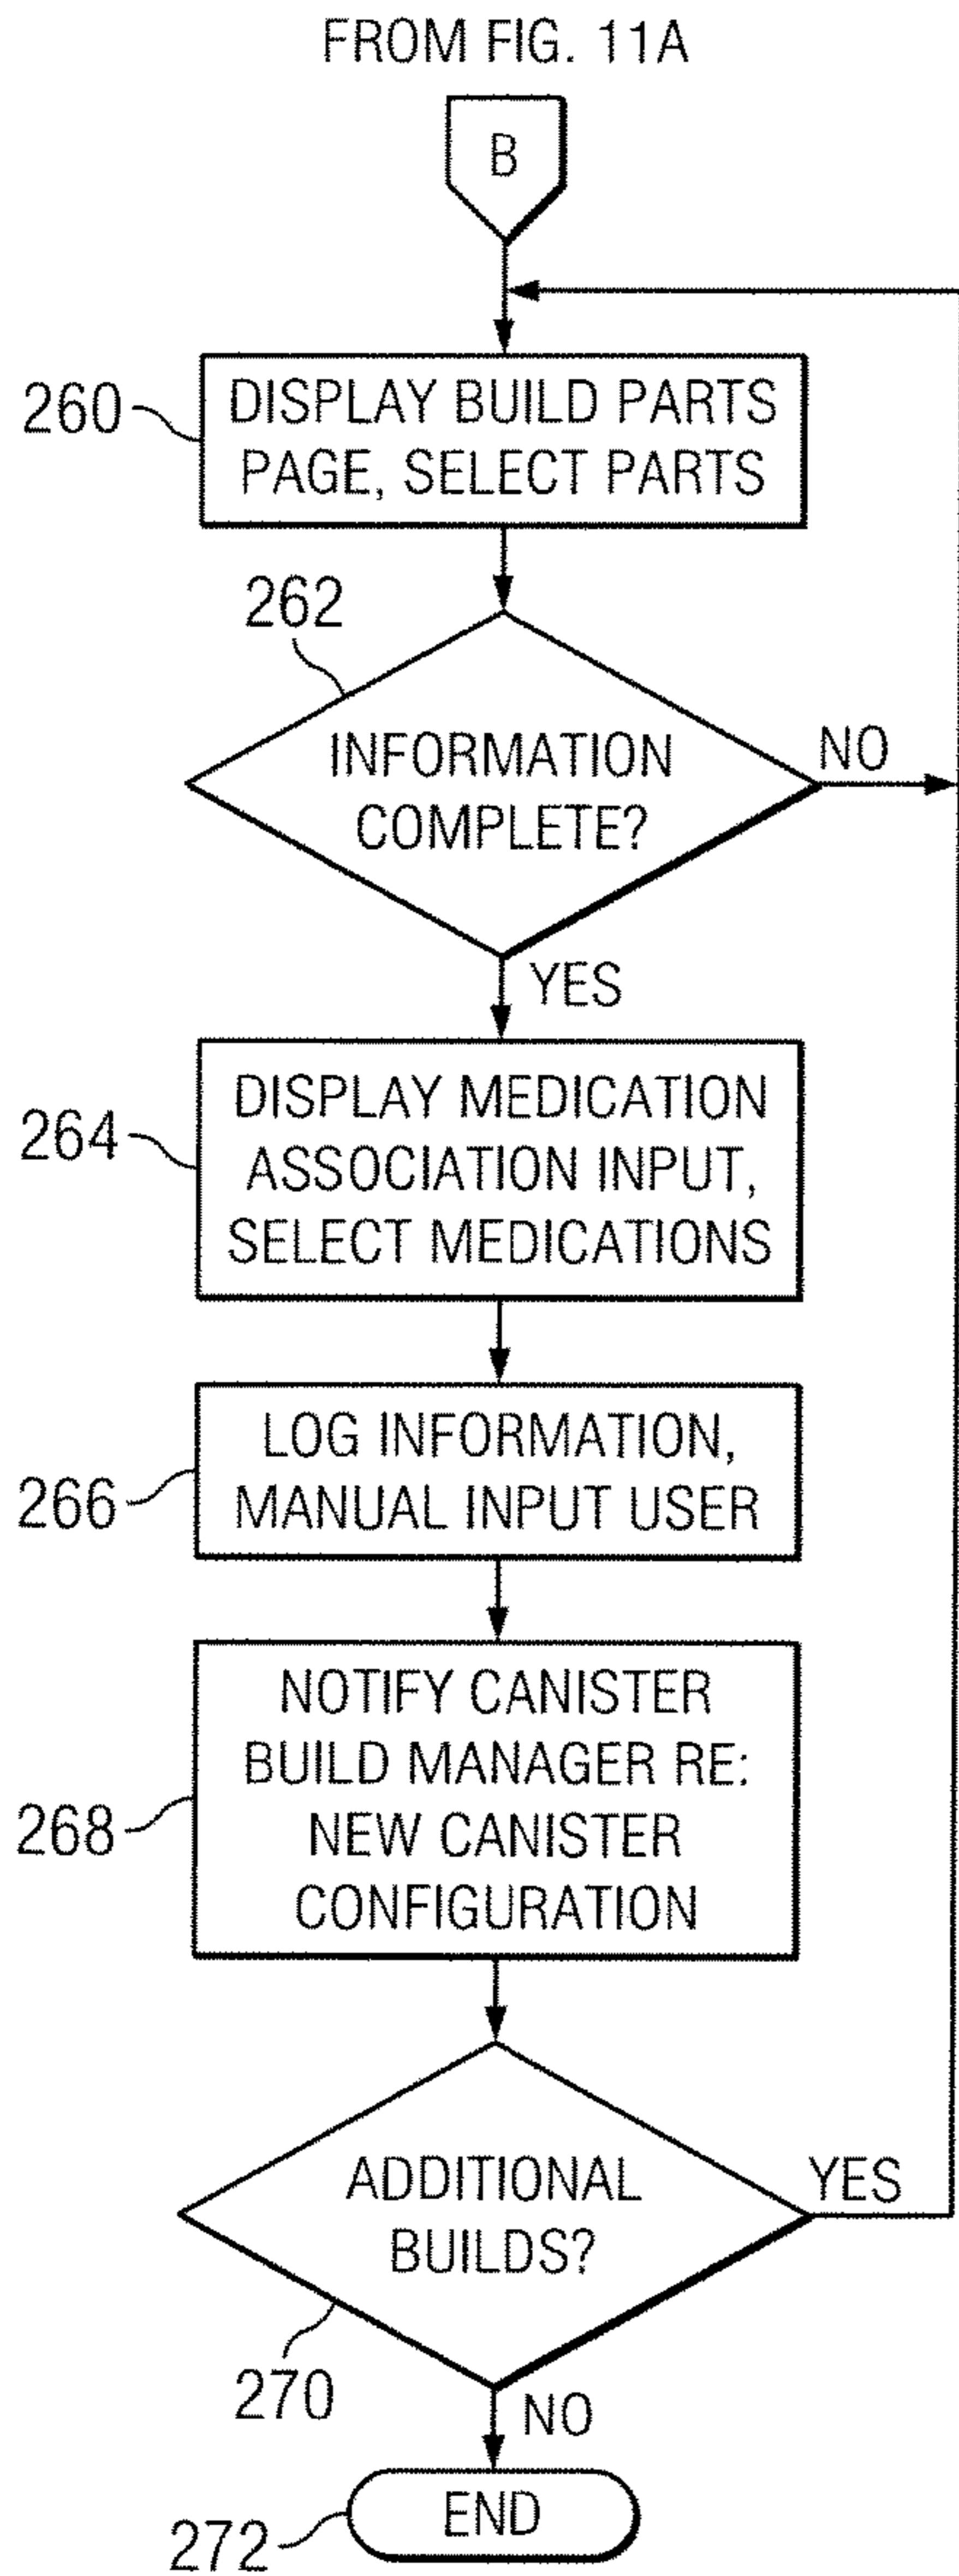 FROM FIG. 11A
B
260
DISPLAY BUILD PARTS
PAGE, SELECT PARTS
262
INFORMATION
COMPLETE?
NO
YES
264
DISPLAY MEDICATION
ASSOCIATION INPUT,
SELECT MEDICATIONS
266
LOG INFORMATION,
MANUAL INPUT USER
268
NOTIFY CANISTER
BUILD MANAGER RE:
NEW CANISTER
CONFIGURATION
ADDITIONAL
BUILDS?
YES
270
NO
END
272